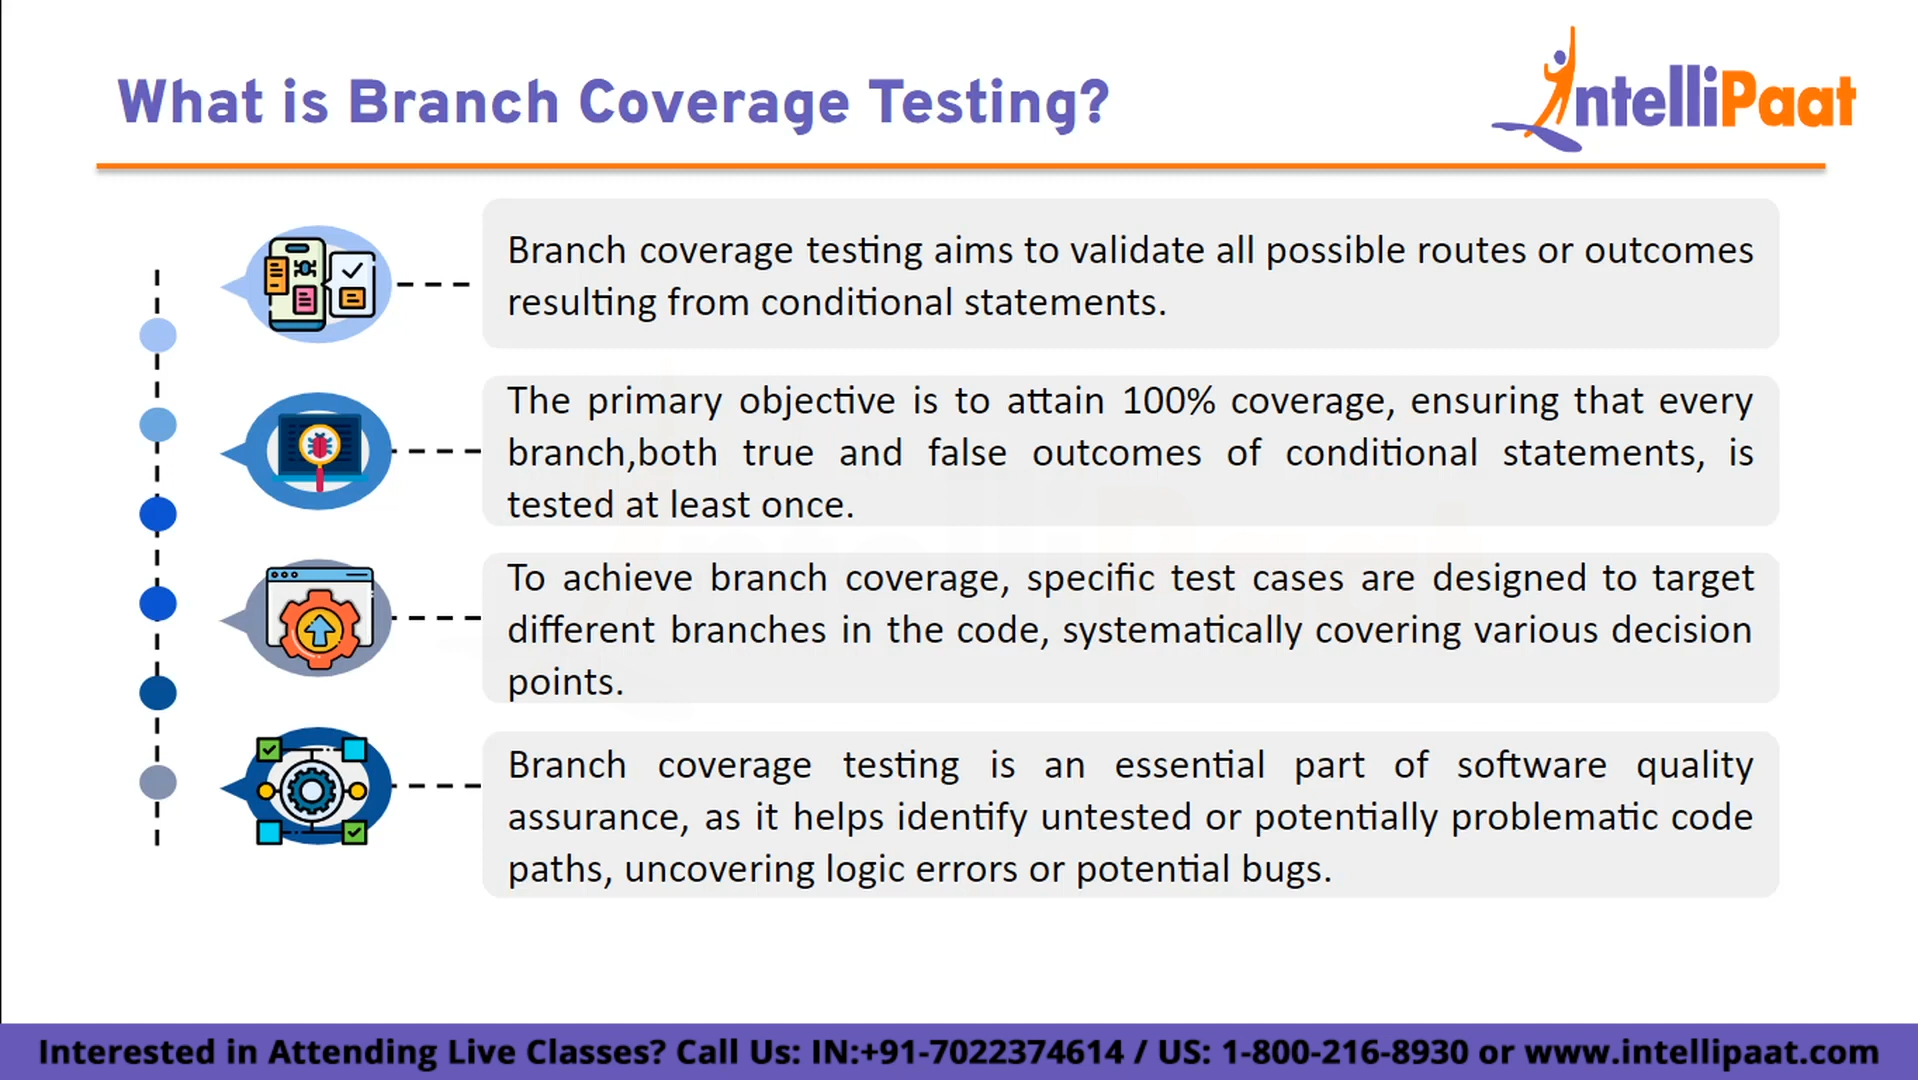 What is Branch Coverage Testing?
IntelliPaat
Branch coverage testing aims to validate all possible routes or outcomes
resulting from conditional statements.
The primary objective is to attain 100% coverage, ensuring that every
branch,both true and false outcomes of conditional statements, is
tested at least once.
To achieve branch coverage, specific test cases are designed to target
different branches in the code, systematically covering various decision
points.
Branch coverage testing is an essential part of software quality
assurance, as it helps identify untested or potentially problematic code
paths, uncovering logic errors or potential bugs.
Interested in Attending Live Classes? Call Us: IN:+91-7022374614 / US: 1-800-216-8930 or www.intellipaat.com